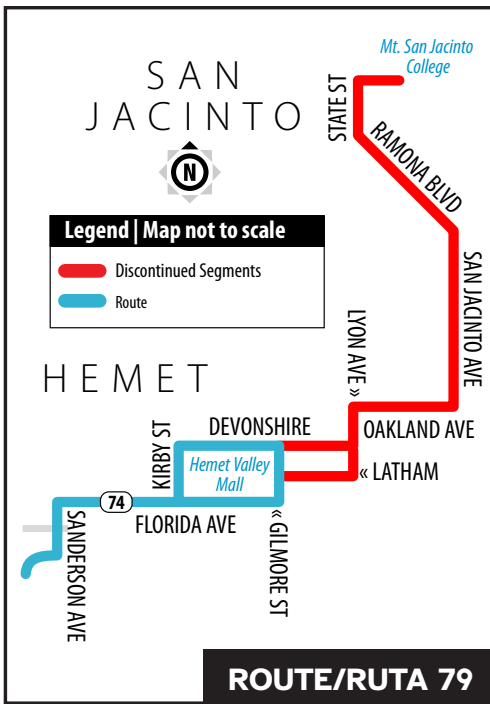 Mt. San Jacinto
College
SAN
JACINTO
STATE ST
RAMONA BLVD
N
Legend | Map not to scale
Discontinued Segments
Route
SAN JACINTO AVE
LYON AVE »
HEMET
DEVONSHIRE
OAKLAND AVE
KIRBY ST
Hemet Valley
Mall
« LATHAM
74
FLORIDA AVE
« GILMORE ST
SANDERSON AVE
ROUTE/RUTA 79